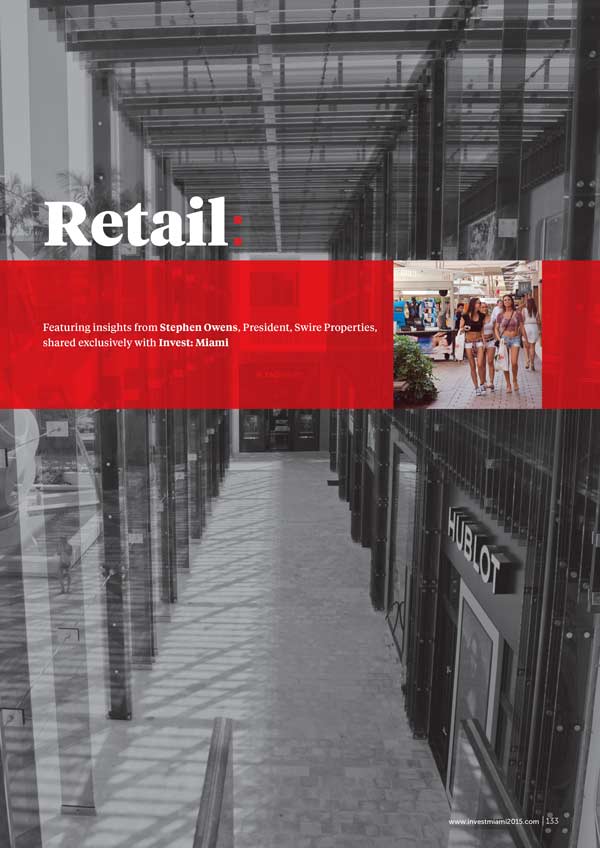 Retail:
Featuring insights from Stephen Owens, President, Swire Properties,
shared exclusively with Invest: Miami
HUBLOT
www.investmiami2015.com | 133